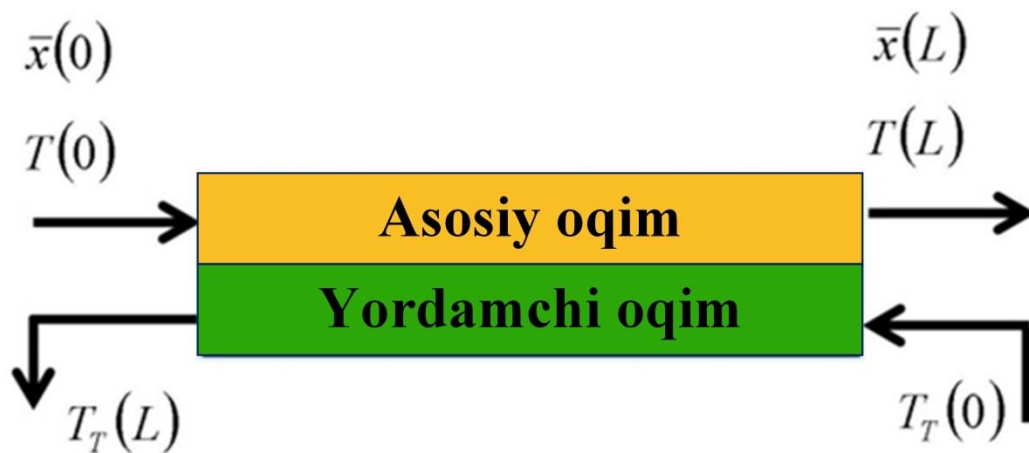 x̄(0) x̄(L)
T(0) T(L)
Asosiy oqim
Yordamchi oqim
T_T(L) T_T(0)